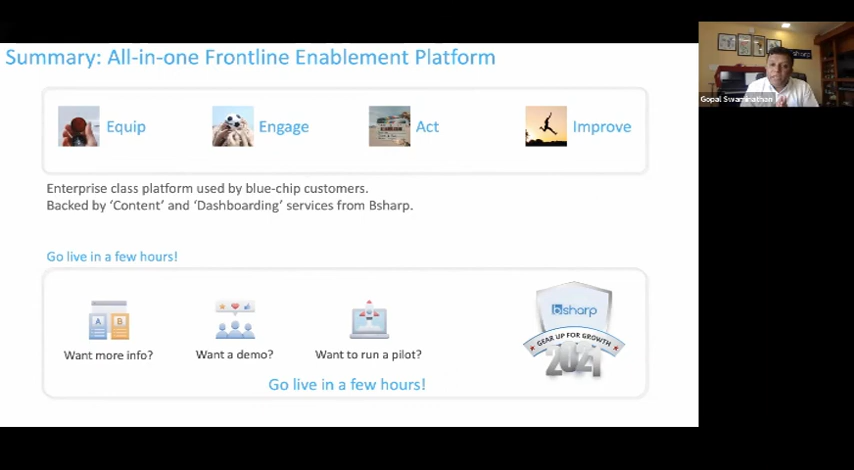 Summary: All-in-one Frontline Enablement Platform
Equip
Engage
Act
Improve
Enterprise class platform used by blue-chip customers.
Backed by ‘Content’ and ‘Dashboarding’ services from Bsharp.
Go live in a few hours!
A
B
Want more info?
Want a demo?
Want to run a pilot?
Go live in a few hours!
bsharp
GEAR UP FOR GROWTH
2021
Gopal Swaminathan